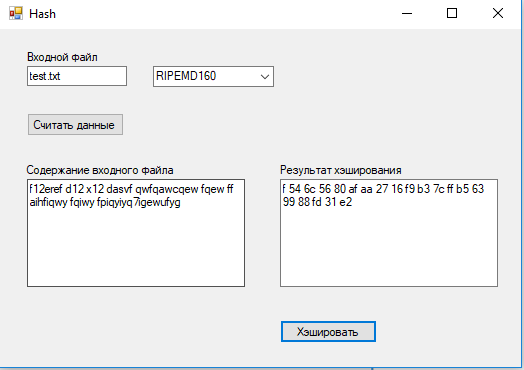 Hash
Входной файл
test.txt
RIPEMD160
Считать данные
Содержание входного файла
f12eref d12 x12 dasvf qwfqawcqew fqew ff
aihfiqwy fqiwy fpiqyiyq7igewufyg
Результат хэширования
f 54 6c 56 80 af aa 27 16 f9 b3 7c ff b5 63
99 88 fd 31 e2
Хэшировать